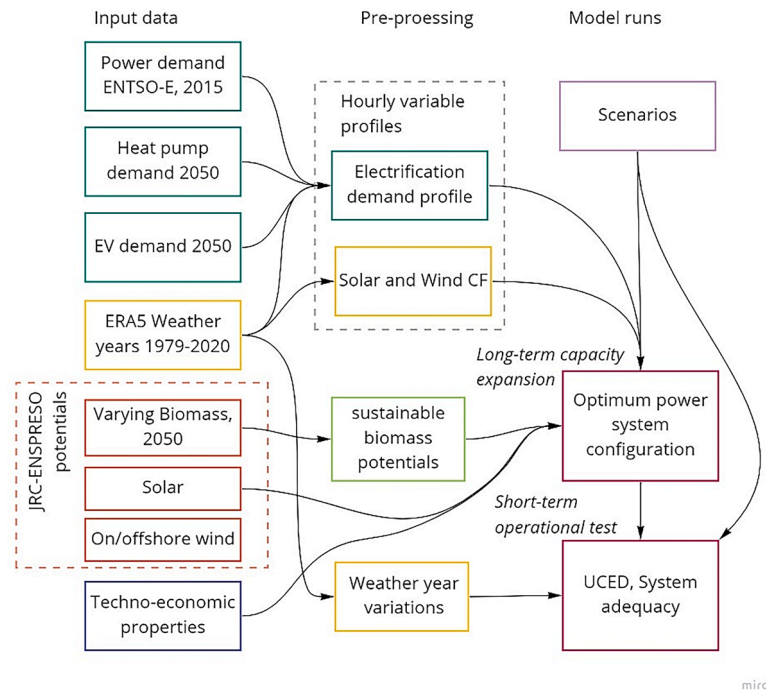 Input data
Pre-proessing
Model runs
Power demand
ENTSO-E, 2015
Heat pump
demand 2050
EV demand 2050
ERA5 Weather
years 1979-2020
JRC-ENSPRESO
potentials
Varying Biomass,
2050
Solar
On/offshore wind
Techno-economic
properties
Hourly variable
profiles
Electrification
demand profile
Solar and Wind CF
sustainable
biomass
potentials
Weather year
variations
Scenarios
Long-term capacity
expansion
Optimum power
system
configuration
Short-term
operational test
UCED, System
adequacy
miro